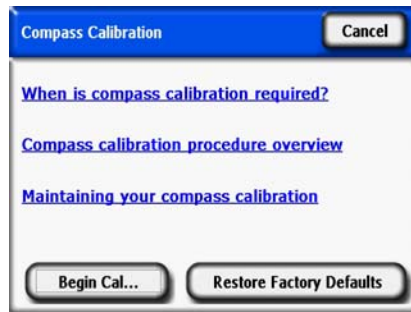 Compass Calibration
Cancel
When is compass calibration required?
Compass calibration procedure overview
Maintaining your compass calibration
Begin Cal...
Restore Factory Defaults